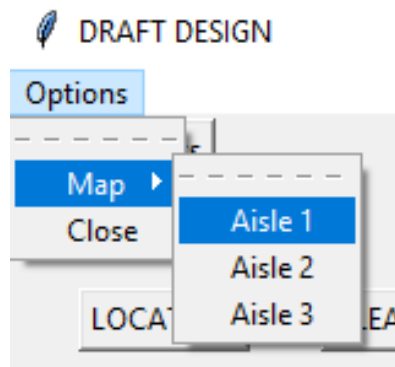 DRAFT DESIGN
Options
Map
Close
Aisle 1
Aisle 2
Aisle 3